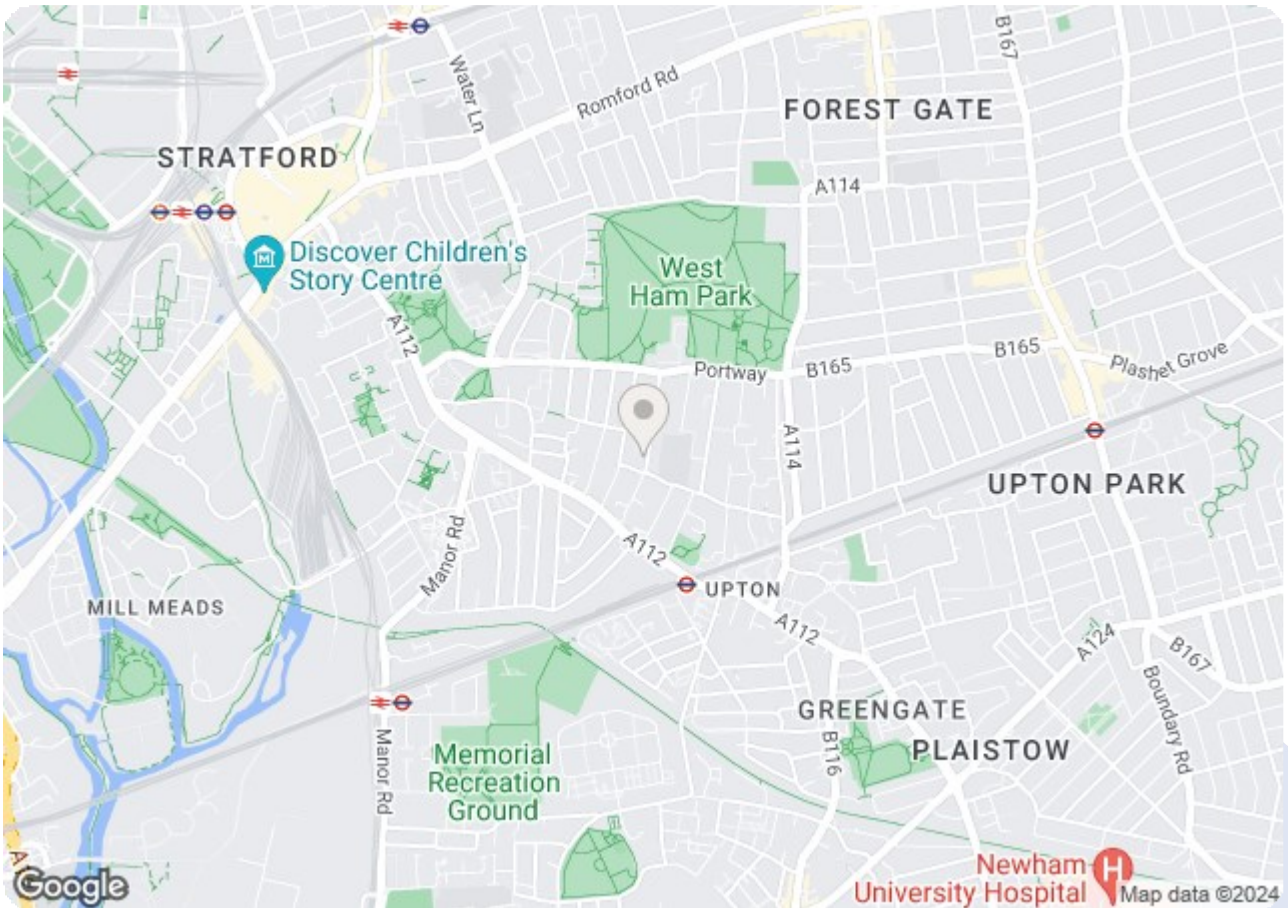 B167
Water Ln
Romford Rd
FOREST GATE
STRATFORD
A114
Discover Children's
Story Centre
West
Ham Park
A112
B165
Plashet Grove
Portway
B165
A114
UPTON PARK
Manor Rd
A112
UPTON
MILL MEADS
A112
A124
B167
Boundary Rd
GREENGATE
B116
PLAISTOW
Manor Rd
Memorial
Recreation
Ground
Newham
University Hospital
H
Google
Map data ©2024